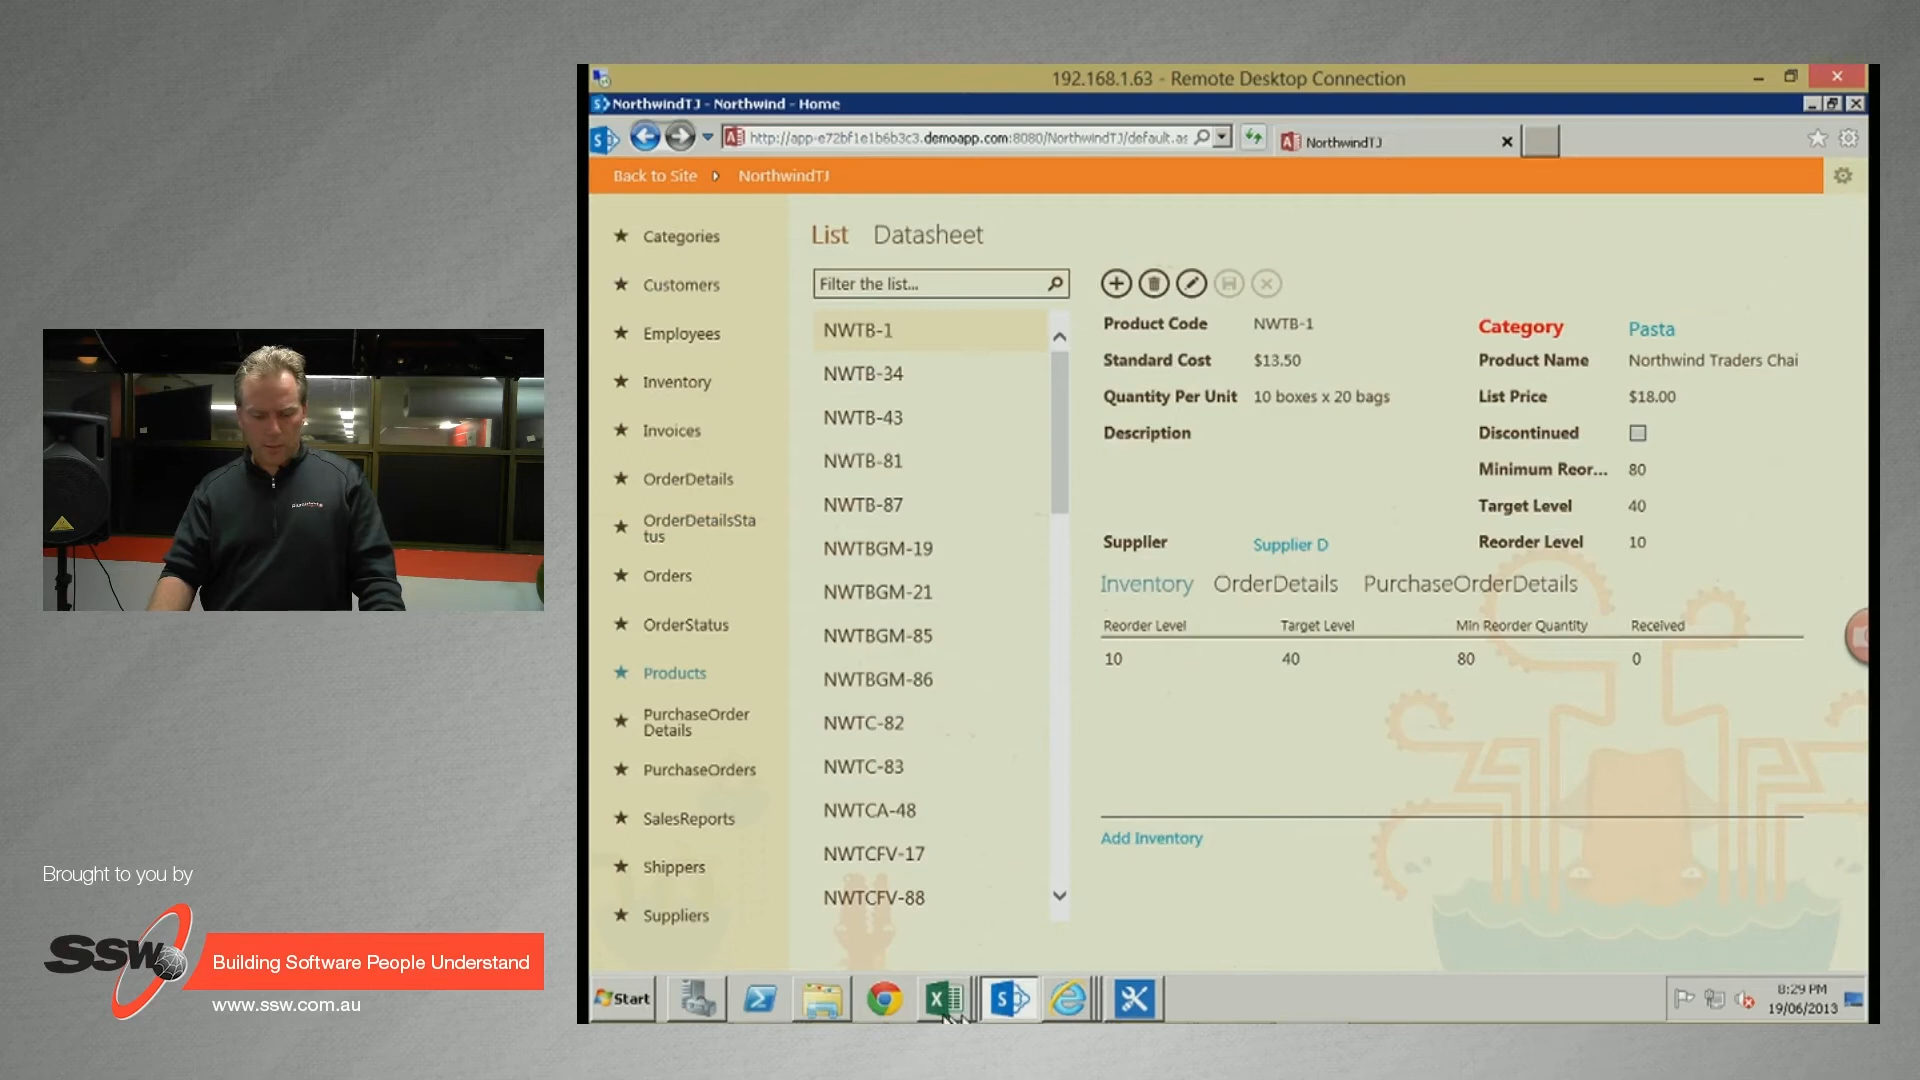 192.168.1.63 - Remote Desktop Connection
NorthwindTJ - Northwind - Home
http://app-e72bf1e1b6b3c3.demoapp.com:8080/NorthwindTJ/default.as
NorthwindTJ
Back to Site
NorthwindTJ
Categories
Customers
Employees
Inventory
Invoices
OrderDetails
OrderDetailsSta
tus
Orders
OrderStatus
Products
PurchaseOrder
Details
PurchaseOrders
SalesReports
Shippers
Suppliers
List Datasheet
Filter the list...
NWTB-1
NWTB-34
NWTB-43
NWTB-81
NWTB-87
NWTBGM-19
NWTBGM-21
NWTBGM-85
NWTBGM-86
NWTC-82
NWTC-83
NWTCA-48
NWTCFV-17
NWTCFV-88
Product Code NWTB-1
Standard Cost $13.50
Quantity Per Unit 10 boxes x 20 bags
Description
Supplier Supplier D
Category Pasta
Product Name Northwind Traders Chai
List Price $18.00
Discontinued
Minimum Reor... 80
Target Level 40
Reorder Level 10
Inventory OrderDetails PurchaseOrderDetails
Reorder Level Target Level Min Reorder Quantity Received
10 40 80 0
Add Inventory
Start
8:29 PM
19/06/2013
Brought to you by
SSW
Building Software People Understand
www.ssw.com.au